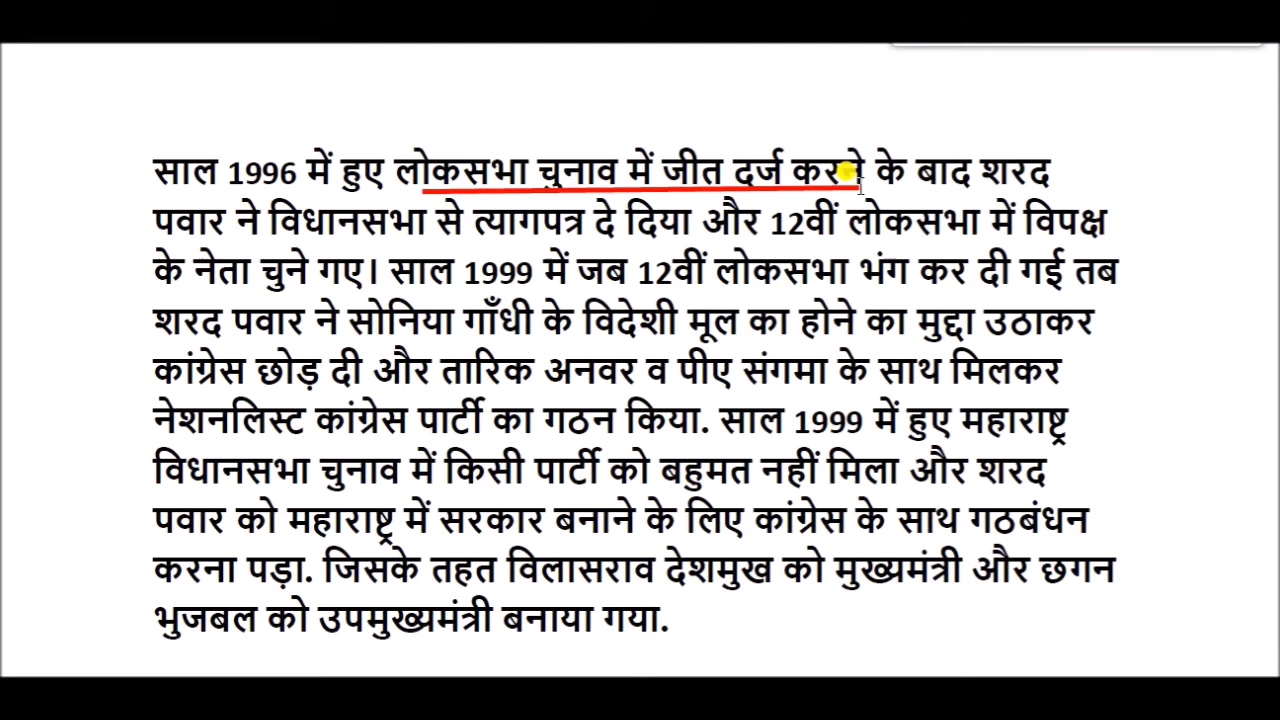 साल 1996 में हुए लोकसभा चुनाव में जीत दर्ज करने के बाद शरद
पवार ने विधानसभा से त्यागपत्र दे दिया और 12वीं लोकसभा में विपक्ष
के नेता चुने गए। साल 1999 में जब 12वीं लोकसभा भंग कर दी गई तब
शरद पवार ने सोनिया गाँधी के विदेशी मूल का होने का मुद्दा उठाकर
कांग्रेस छोड़ दी और तारिक अनवर व पीए संगमा के साथ मिलकर
नेशनलिस्ट कांग्रेस पार्टी का गठन किया. साल 1999 में हुए महाराष्ट्र
विधानसभा चुनाव में किसी पार्टी को बहुमत नहीं मिला और शरद
पवार को महाराष्ट्र में सरकार बनाने के लिए कांग्रेस के साथ गठबंधन
करना पड़ा. जिसके तहत विलासराव देशमुख को मुख्यमंत्री और छगन
भुजबल को उपमुख्यमंत्री बनाया गया.